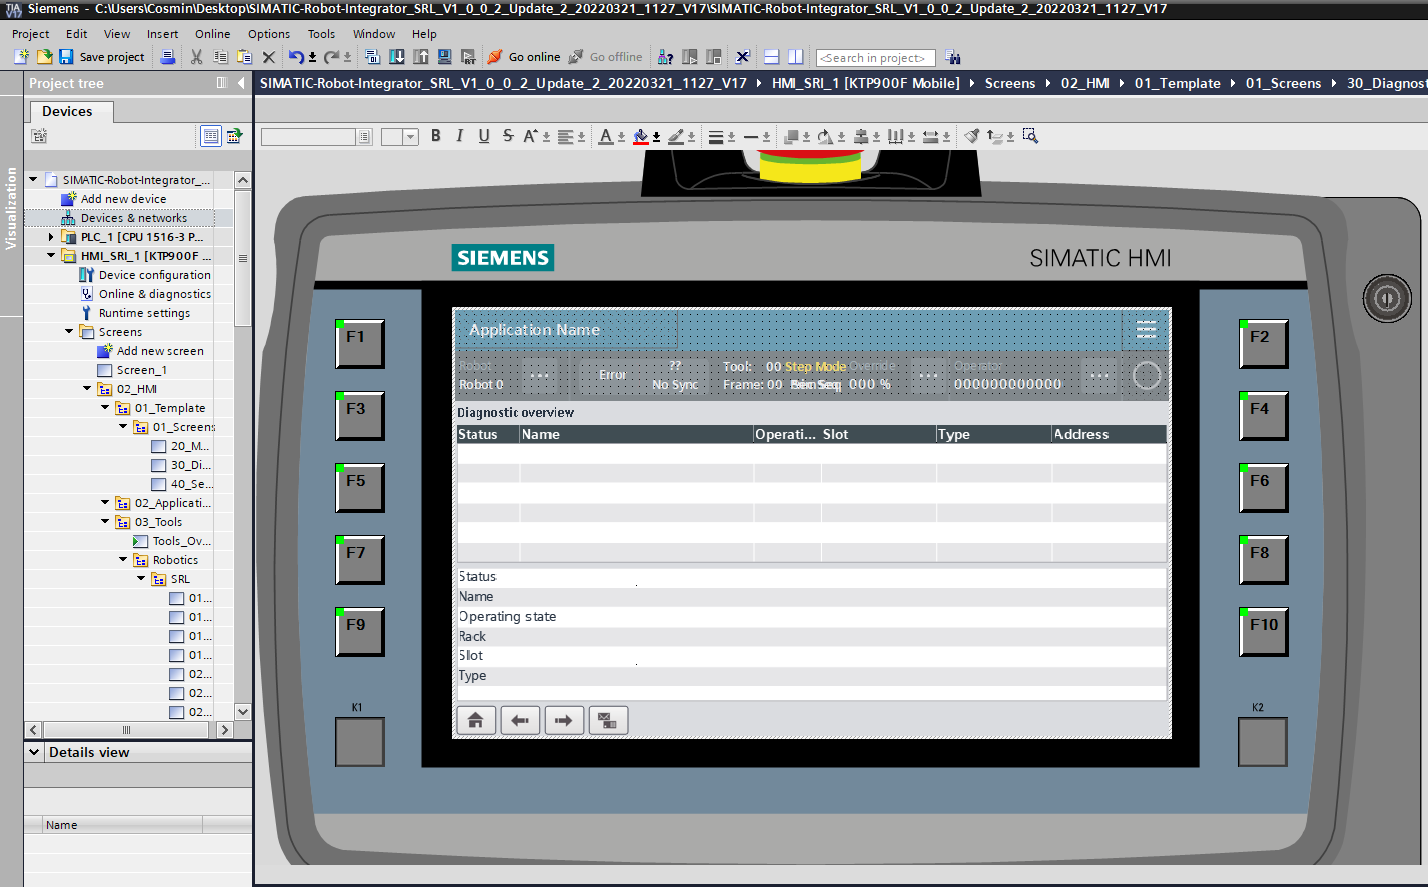 Siemens - C:\Users\Cosmin\Desktop\SIMATIC-Robot-Integrator_SRL_V1_0_0_2_Update_2_20220321_1127_V17\SIMATIC-Robot-Integrator_SRL_V1_0_0_2_Update_2_20220321_1127_V17
Project Edit View Insert Online Options Tools Window Help
Save project Go online Go offline <Search in project>
Project tree
SIMATIC-Robot-Integrator_SRL_V1_0_0_2_Update_2_20220321_1127_V17 HMI_SRI_1 [KTP900F Mobile] Screens 02_HMI 01_Template 01_Screens 30_Diagnost
Devices
B I U S A A
Visualization
SIMATIC-Robot-Integrator_...
Add new device
Devices & networks
PLC_1 [CPU 1516-3 P...
HMI_SRI_1 [KTP900F ...
Device configuration
Online & diagnostics
Runtime settings
Screens
Add new screen
Screen_1
02_HMI
01_Template
01_Screens
20_M...
30_Di...
40_Se...
02_Applicati...
03_Tools
Tools_Ov...
Robotics
SRL
01...
01...
01...
01...
02...
02...
02...
Details view
Name
SIEMENS
SIMATIC HMI
F1
F3
F5
F7
F9
K1
Application Name
Robot
Robot 0
...
Error
??
No Sync
Tool: 00
Frame: 00
Step Mode
Override
000 %
...
Operator
000000000000
...
Diagnostic overview
Status Name Operati... Slot Type Address
Status
Name
Operating state
Rack
Slot
Type
F2
F4
F6
F8
F10
K2